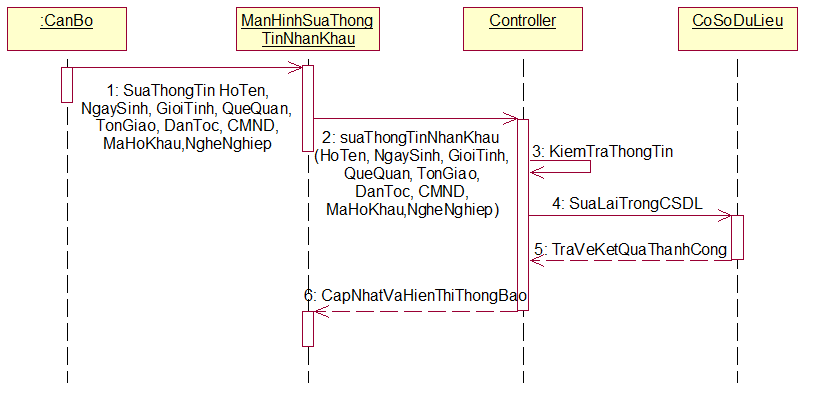 :CanBo
ManHinhSuaThong
TinNhanKhau
Controller
CoSoDuLieu
1: SuaThongTin HoTen,
NgaySinh, GioiTinh, QueQuan,
TonGiao, DanToc, CMND,
MaHoKhau,NgheNghiep
2: suaThongTinNhanKhau
(HoTen, NgaySinh, GioiTinh,
QueQuan, TonGiao,
DanToc, CMND,
MaHoKhau,NgheNghiep)
3: KiemTraThongTin
4: SuaLaiTrongCSDL
5: TraVeKetQuaThanhCong
6: CapNhatVaHienThiThongBao